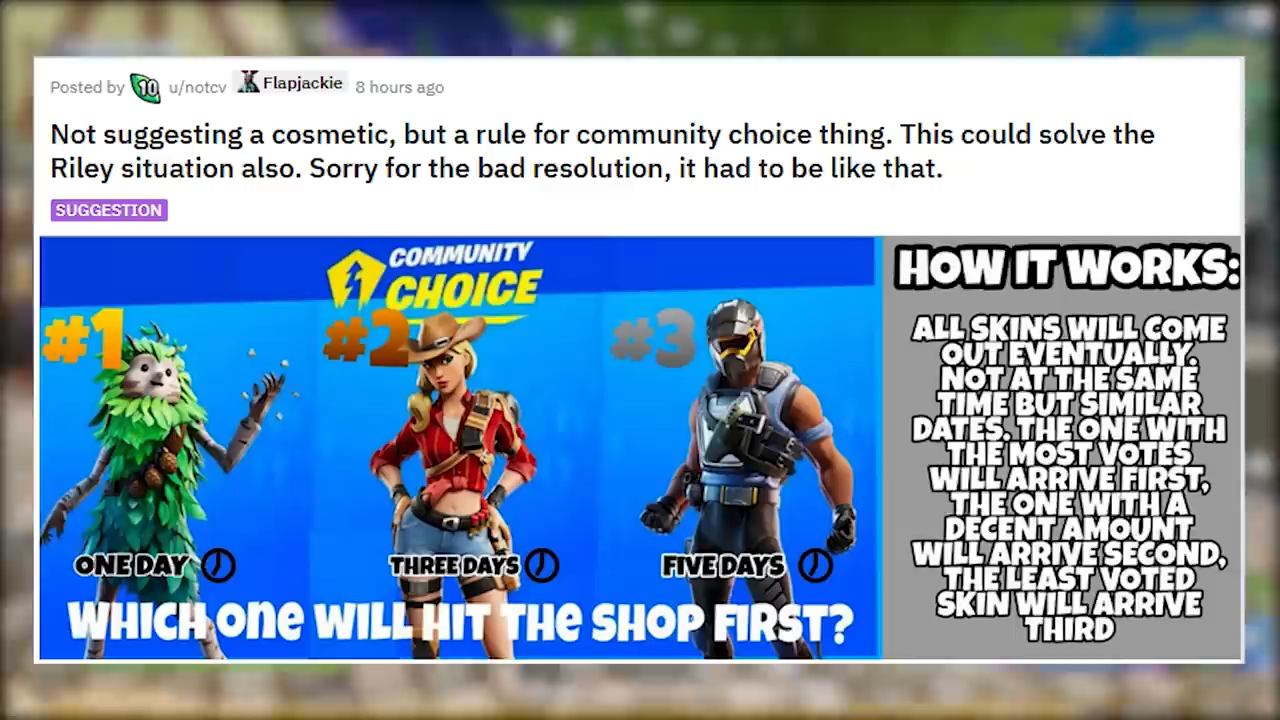 Posted by 10 u/notcv Flapjackie 8 hours ago
Not suggesting a cosmetic, but a rule for community choice thing. This could solve the
Riley situation also. Sorry for the bad resolution, it had to be like that.
SUGGESTION
COMMUNITY
CHOICE
#1
#2
#3
ONE DAY
THREE DAYS
FIVE DAYS
WHICH ONE WILL HIT THE SHOP FIRST?
HOW IT WORKS:
ALL SKINS WILL COME
OUT EVENTUALLY.
NOT AT THE SAME
TIME BUT SIMILAR
DATES. THE ONE WITH
THE MOST VOTES
WILL ARRIVE FIRST,
THE ONE WITH A
DECENT AMOUNT
WILL ARRIVE SECOND,
THE LEAST VOTED
SKIN WILL ARRIVE
THIRD